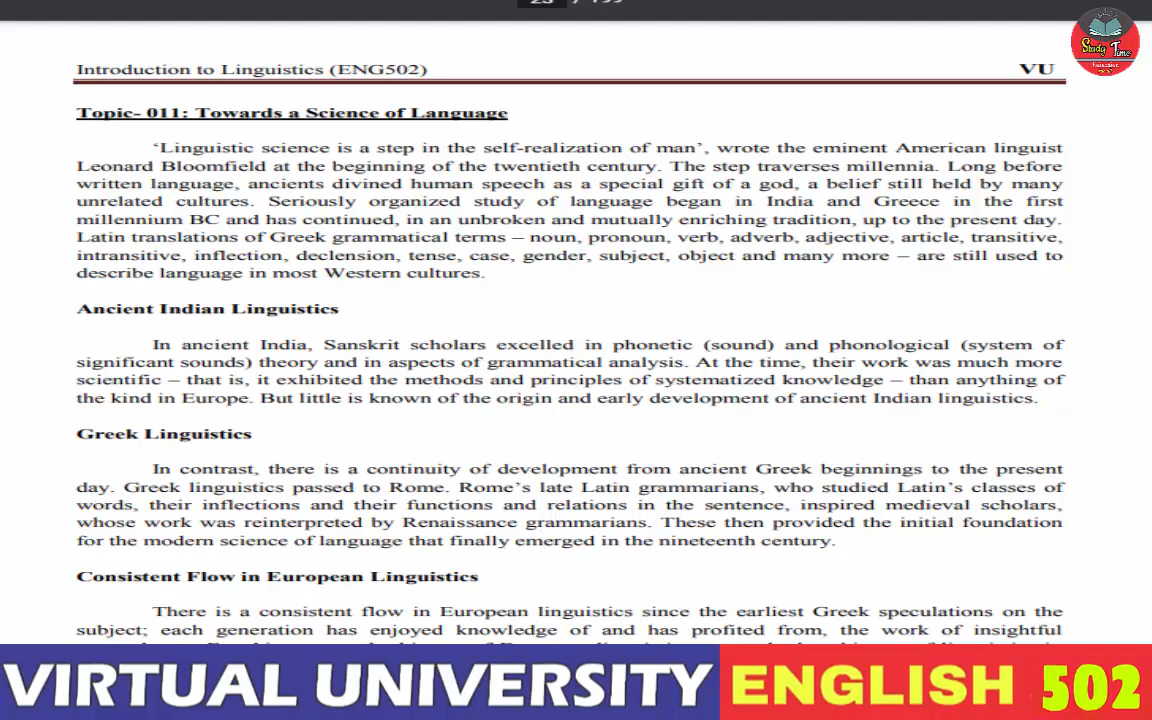 Introduction to Linguistics (ENG502) VU
Study Time
Topic- 011: Towards a Science of Language
‘Linguistic science is a step in the self-realization of man’, wrote the eminent American linguist
Leonard Bloomfield at the beginning of the twentieth century. The step traverses millennia. Long before
written language, ancients divined human speech as a special gift of a god, a belief still held by many
unrelated cultures. Seriously organized study of language began in India and Greece in the first
millennium BC and has continued, in an unbroken and mutually enriching tradition, up to the present day.
Latin translations of Greek grammatical terms – noun, pronoun, verb, adverb, adjective, article, transitive,
intransitive, inflection, declension, tense, case, gender, subject, object and many more – are still used to
describe language in most Western cultures.
Ancient Indian Linguistics
In ancient India, Sanskrit scholars excelled in phonetic (sound) and phonological (system of
significant sounds) theory and in aspects of grammatical analysis. At the time, their work was much more
scientific – that is, it exhibited the methods and principles of systematized knowledge – than anything of
the kind in Europe. But little is known of the origin and early development of ancient Indian linguistics.
Greek Linguistics
In contrast, there is a continuity of development from ancient Greek beginnings to the present
day. Greek linguistics passed to Rome. Rome’s late Latin grammarians, who studied Latin’s classes of
words, their inflections and their functions and relations in the sentence, inspired medieval scholars,
whose work was reinterpreted by Renaissance grammarians. These then provided the initial foundation
for the modern science of language that finally emerged in the nineteenth century.
Consistent Flow in European Linguistics
There is a consistent flow in European linguistics since the earliest Greek speculations on the
subject; each generation has enjoyed knowledge of and has profited from, the work of insightful
VIRTUAL UNIVERSITY ENGLISH 502